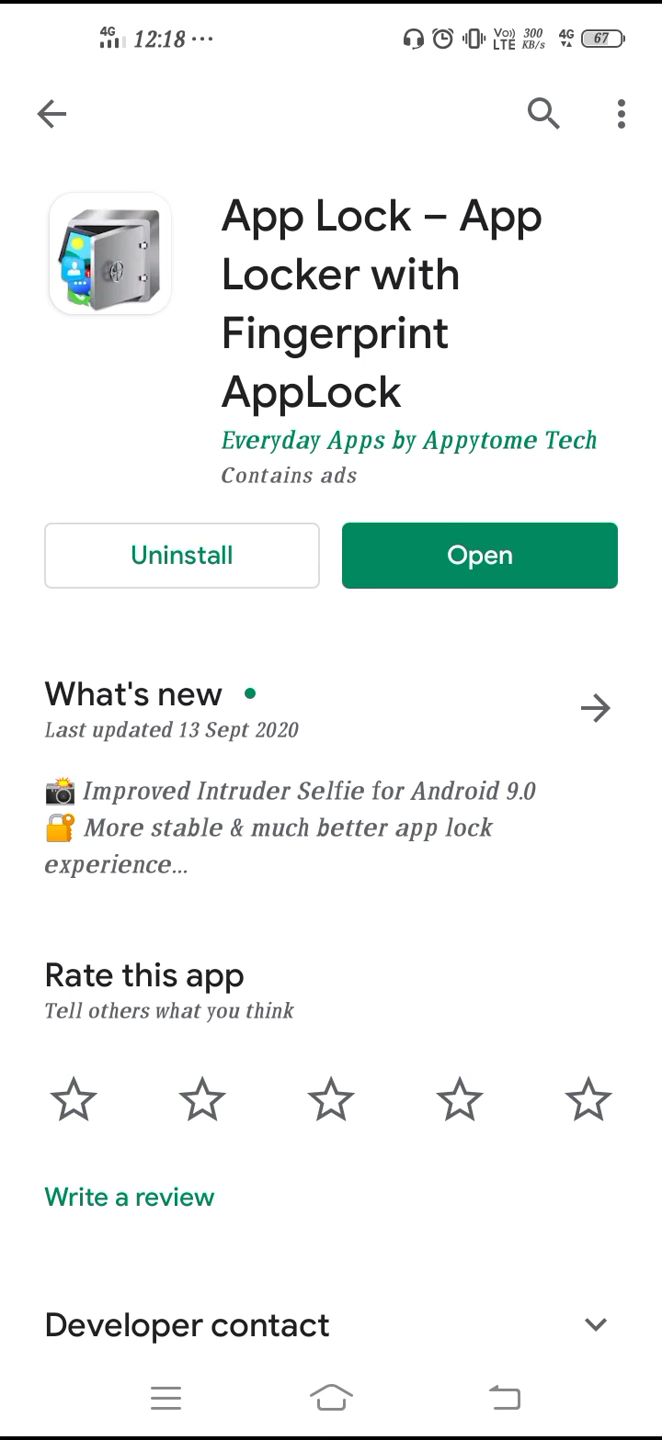 4G 12:18 ··· Vo)) LTE 300 KB/s 4G 67
App Lock – App
Locker with
Fingerprint
AppLock
Everyday Apps by Appytome Tech
Contains ads
Uninstall Open
What's new •
Last updated 13 Sept 2020
📸 Improved Intruder Selfie for Android 9.0
🔐 More stable & much better app lock
experience...
Rate this app
Tell others what you think
Write a review
Developer contact